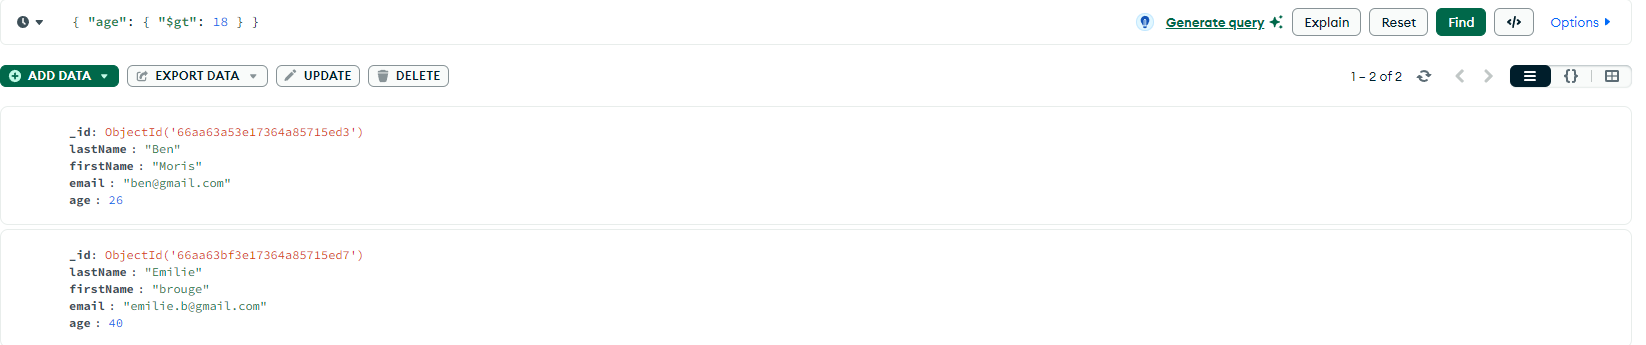 { "age": { "$gt": 18 } } Generate query Explain Reset Find </> Options
ADD DATA EXPORT DATA UPDATE DELETE 1 – 2 of 2 {}
_id: ObjectId('66aa63a53e17364a85715ed3')
lastName : "Ben"
firstName : "Moris"
email : "ben@gmail.com"
age : 26
_id: ObjectId('66aa63bf3e17364a85715ed7')
lastName : "Emilie"
firstName : "brouge"
email : "emilie.b@gmail.com"
age : 40